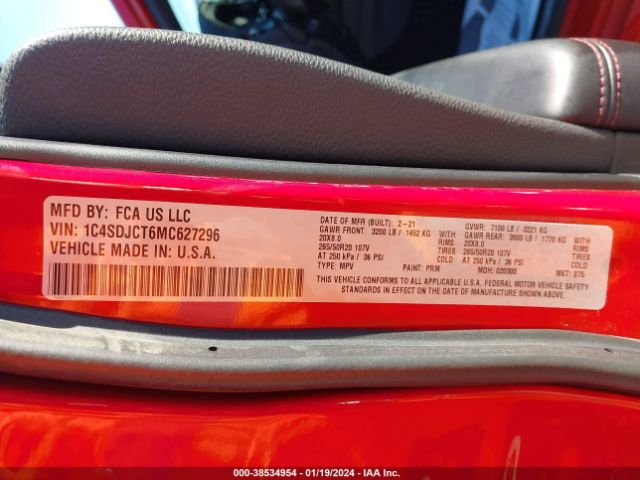 MFD BY: FCA US LLC
VIN: 1C4SDJCT6MC627296
VEHICLE MADE IN: U.S.A.
DATE OF MFR (BUILT): 2-21 GVWR: 7100 LB / 3221 KG
GAWR FRONT: 3200 LB / 1452 KG WITH GAWR REAR: 3900 LB / 1770 KG WITH
20X8.0 RIMS 20X8.0 RIMS
265/50R20 107V TIRES 265/50R20 107V TIRES
AT 250 kPa / 36 PSI COLD AT 250 kPa / 36 PSI COLD
TYPE: MPV PAINT: PRM MDH: 020300 MKT: 875
THIS VEHICLE CONFORMS TO ALL APPLICABLE U.S.A. FEDERAL MOTOR VEHICLE SAFETY
STANDARDS IN EFFECT ON THE DATE OF MANUFACTURE SHOWN ABOVE.
000-38534954 - 01/19/2024 - IAA Inc.